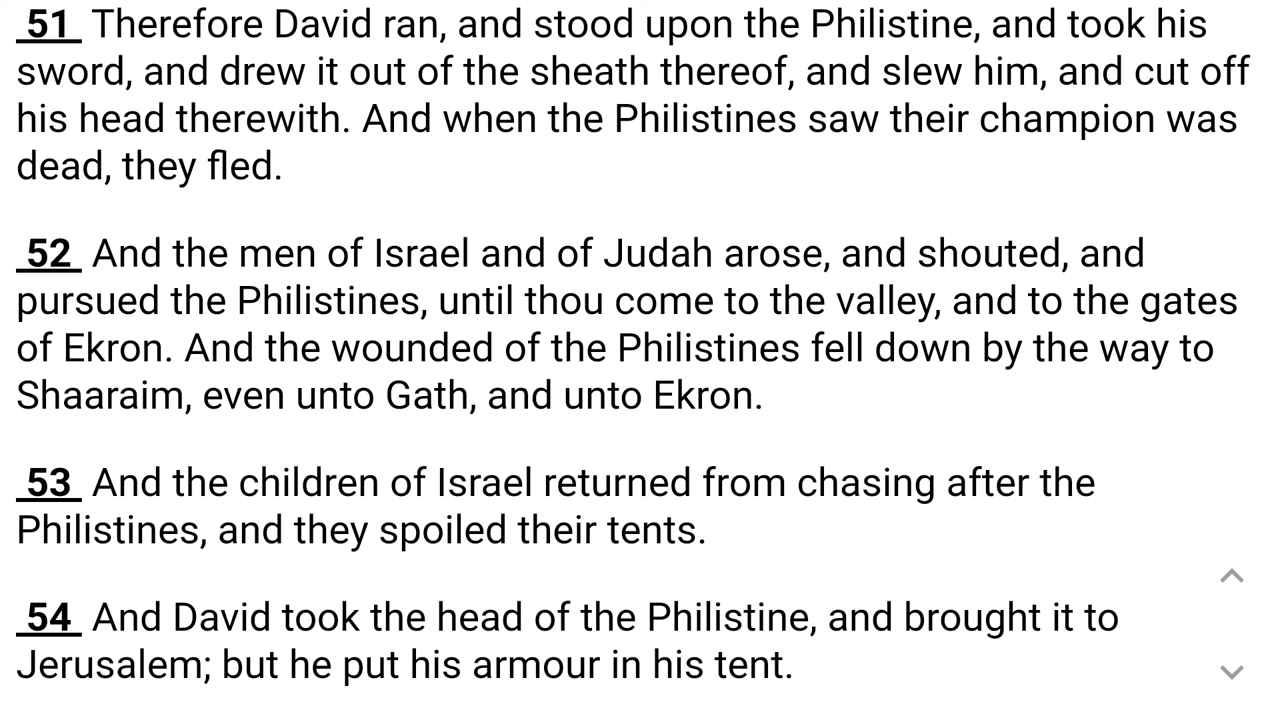 51 Therefore David ran, and stood upon the Philistine, and took his
sword, and drew it out of the sheath thereof, and slew him, and cut off
his head therewith. And when the Philistines saw their champion was
dead, they fled.
52 And the men of Israel and of Judah arose, and shouted, and
pursued the Philistines, until thou come to the valley, and to the gates
of Ekron. And the wounded of the Philistines fell down by the way to
Shaaraim, even unto Gath, and unto Ekron.
53 And the children of Israel returned from chasing after the
Philistines, and they spoiled their tents.
54 And David took the head of the Philistine, and brought it to
Jerusalem; but he put his armour in his tent.